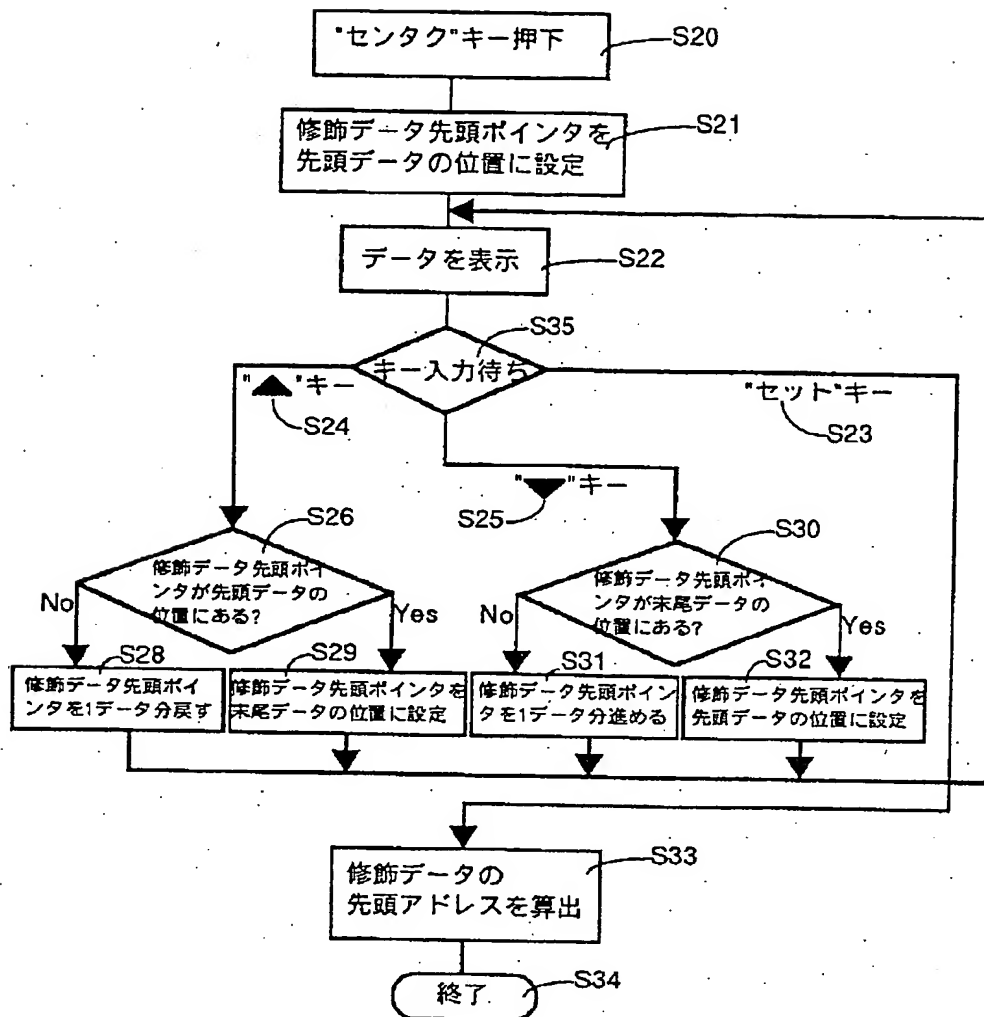 "センタク"キー押下
S20
修飾データ先頭ポインタを
先頭データの位置に設定
S21
データを表示
S22
S35
キー入力待ち
"▲"キー
S24
"セット"キー
S23
"▼"キー
S25
S26
修飾データ先頭ポイ
ンタが先頭データの
位置にある?
No
Yes
S30
修飾データ先頭ポイ
ンタが末尾データの
位置にある?
No
Yes
S28
修飾データ先頭ポイ
ンタを1データ分戻す
S29
修飾データ先頭ポインタを
末尾データの位置に設定
S31
修飾データ先頭ポイン
タを1データ分進める
S32
修飾データ先頭ポインタを
先頭データの位置に設定
修飾データの
先頭アドレスを算出
S33
終了
S34